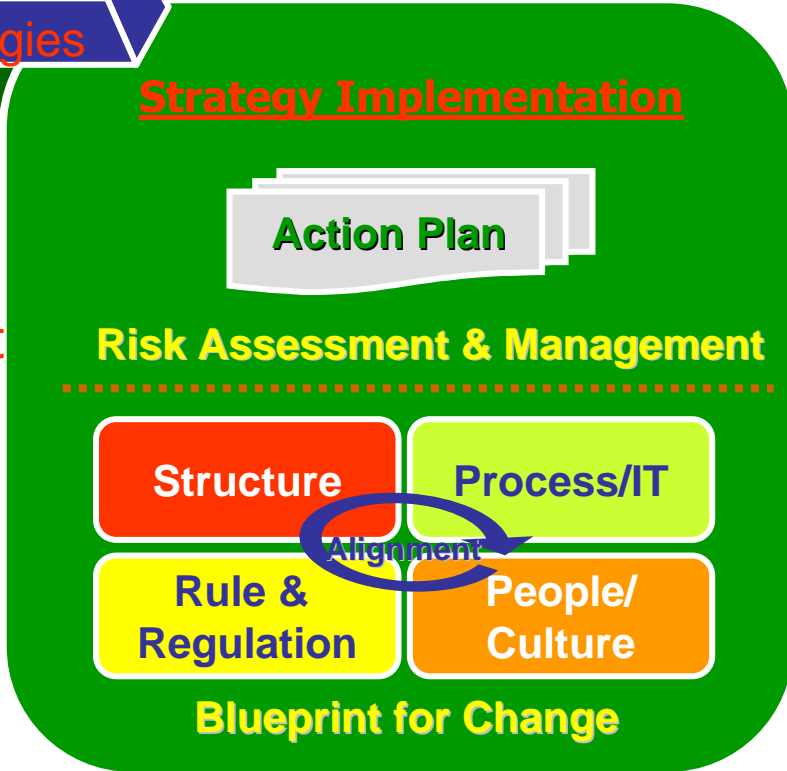 gies
Strategy Implementation
Action Plan
t
Risk Assessment & Management
Structure
Process/IT
Alignment
Rule &
Regulation
People/
Culture
Blueprint for Change